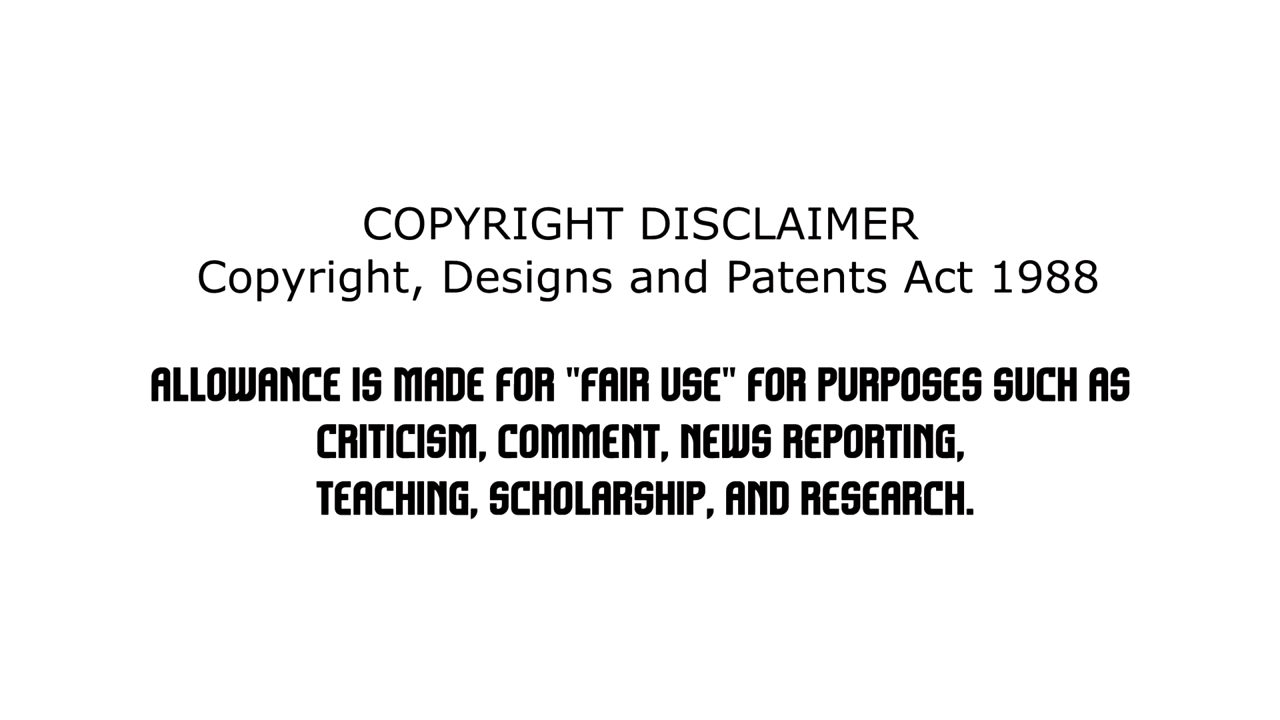 COPYRIGHT DISCLAIMER
Copyright, Designs and Patents Act 1988
ALLOWANCE IS MADE FOR "FAIR USE" FOR PURPOSES SUCH AS
CRITICISM, COMMENT, NEWS REPORTING,
TEACHING, SCHOLARSHIP, AND RESEARCH.